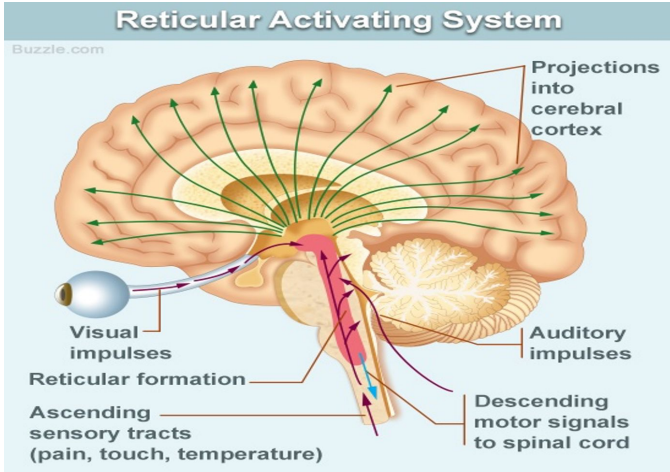 Reticular Activating System
Buzzle.com
Projections
into
cerebral
cortex
Visual
impulses
Auditory
impulses
Reticular formation
Ascending
sensory tracts
(pain, touch, temperature)
Descending
motor signals
to spinal cord